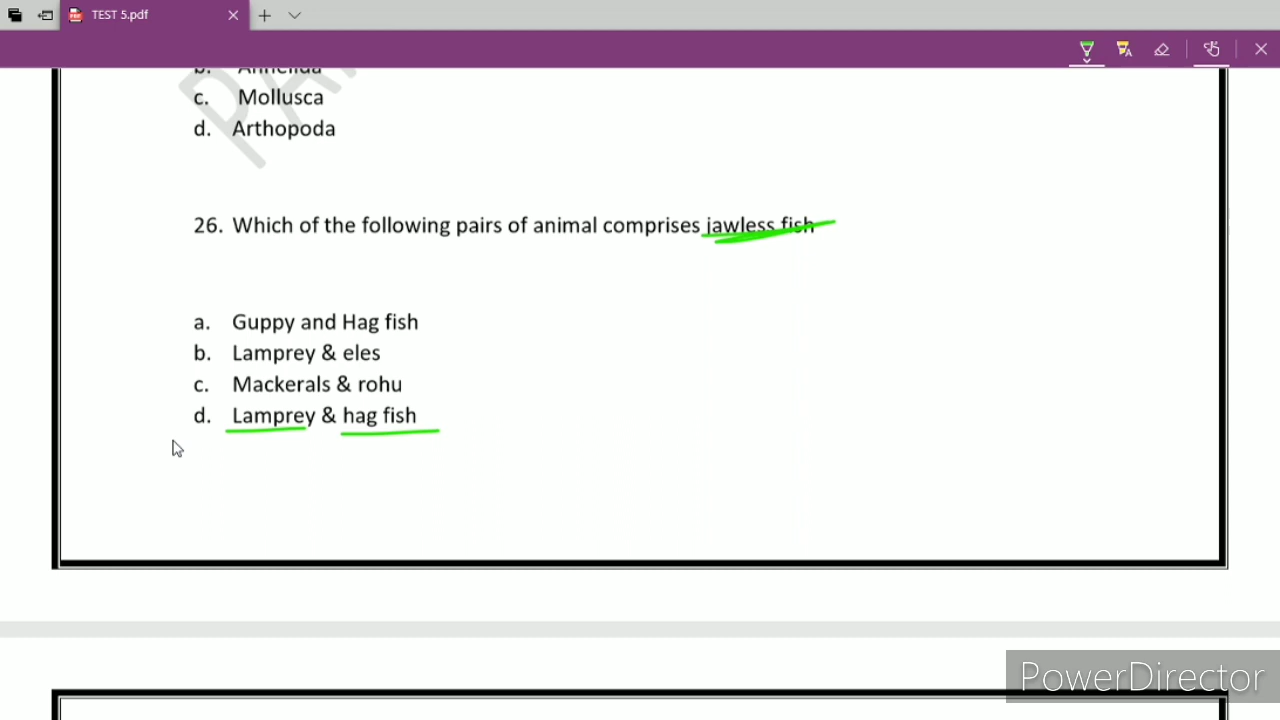 TEST 5.pdf
b. Annelida
c. Mollusca
d. Arthopoda
26. Which of the following pairs of animal comprises jawless fish
a. Guppy and Hag fish
b. Lamprey & eles
c. Mackerals & rohu
d. Lamprey & hag fish
PowerDirector